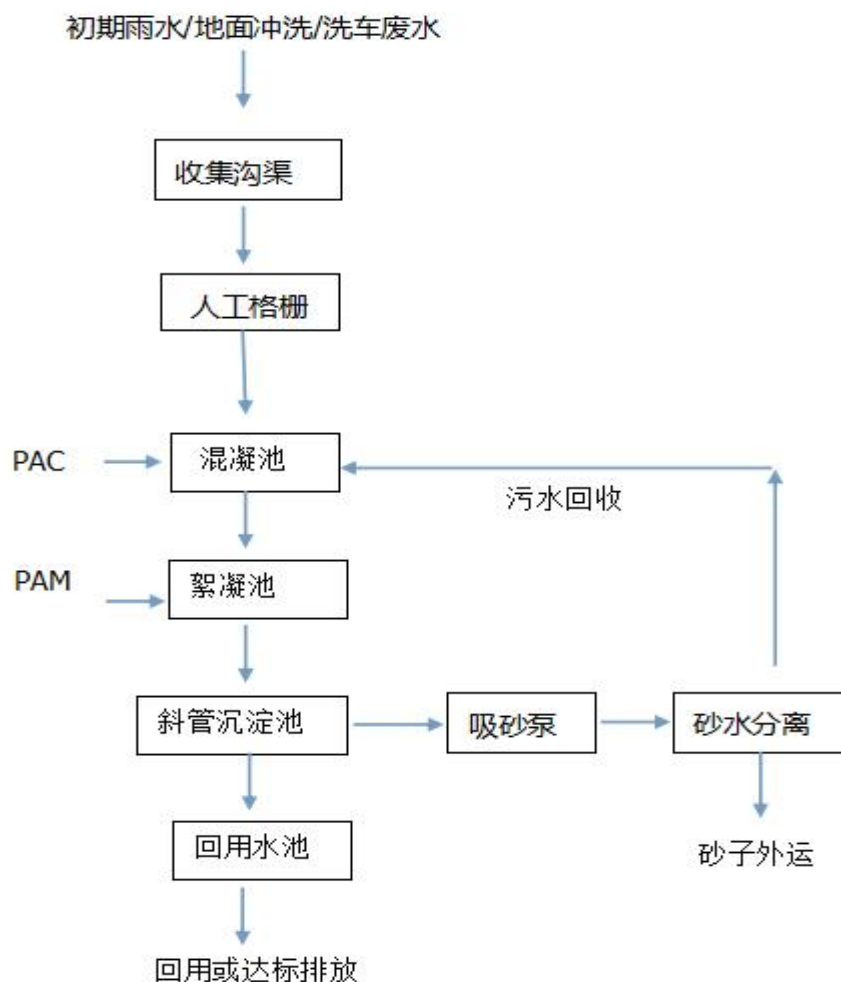 初期雨水/地面冲洗/洗车废水
收集沟渠
人工格栅
PAC
混凝池
污水回收
PAM
絮凝池
斜管沉淀池
吸砂泵
砂水分离
回用水池
砂子外运
回用或达标排放